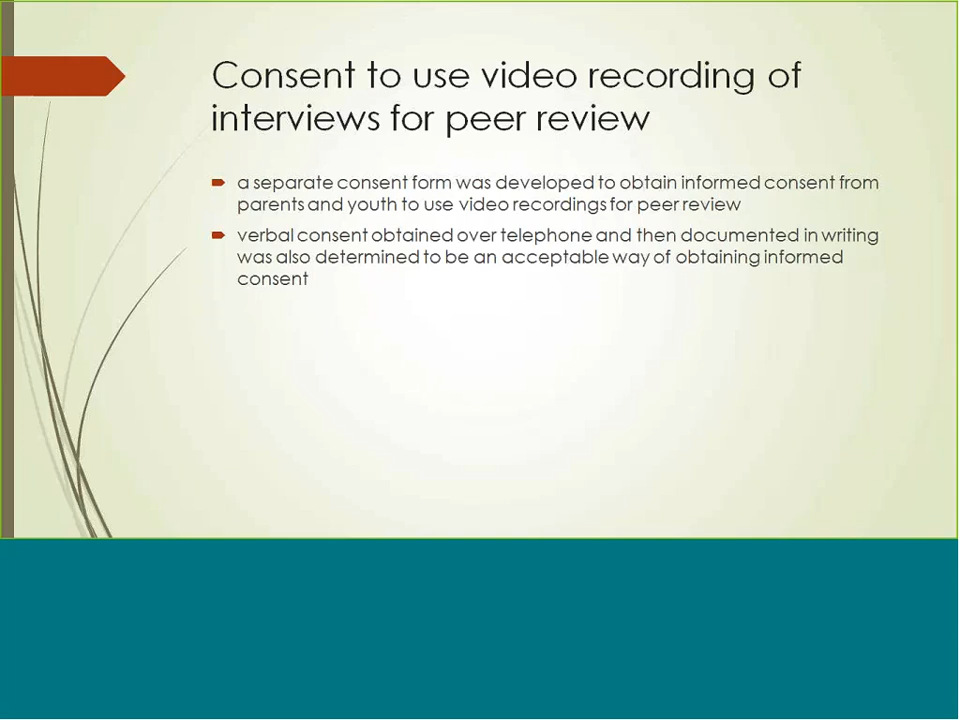 Consent to use video recording of
interviews for peer review
a separate consent form was developed to obtain informed consent from
parents and youth to use video recordings for peer review
verbal consent obtained over telephone and then documented in writing
was also determined to be an acceptable way of obtaining informed
consent